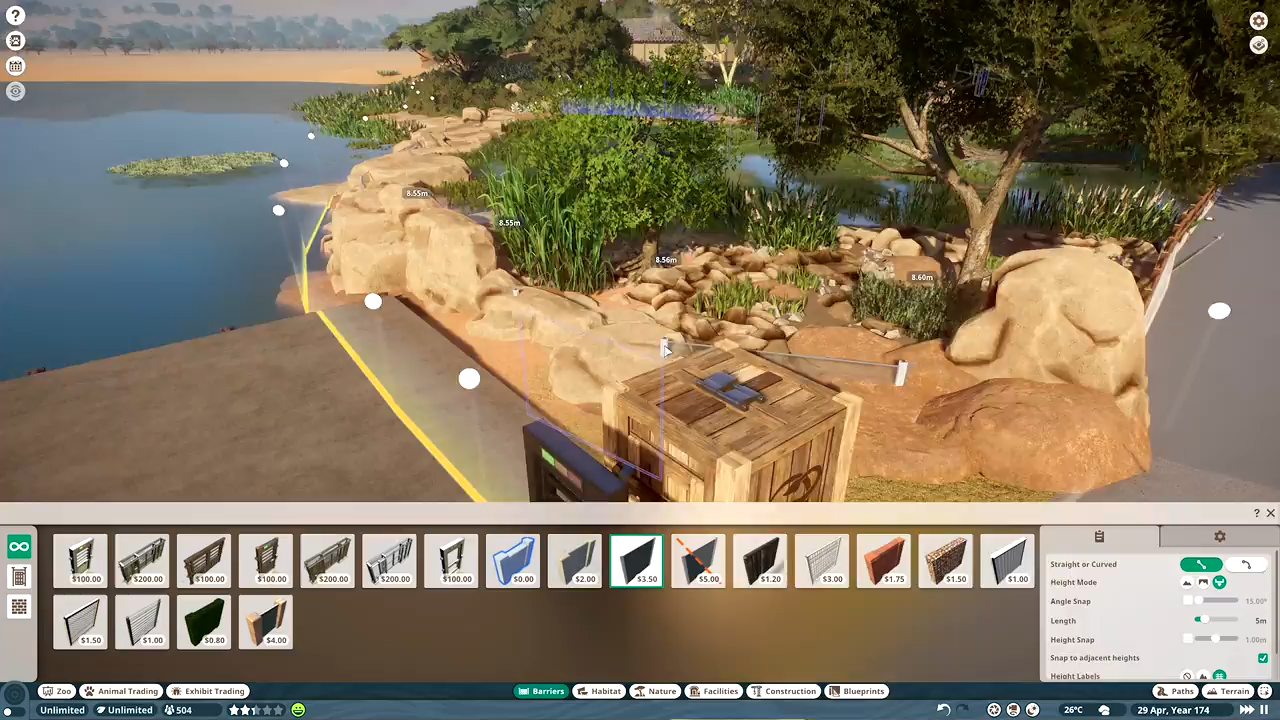 ?
8.55m
8.55m
8.56m
8.60m
?
$100.00
$200.00
$100.00
$100.00
$200.00
$200.00
$100.00
$0.00
$2.00
$3.50
$5.00
$1.20
$3.00
$1.75
$1.50
$1.00
$1.50
$1.00
$0.80
$4.00
Straight or Curved
Height Mode
Angle Snap 15.00°
Length 5m
Height Snap 1.00m
Snap to adjacent heights
Height Labels
Zoo Animal Trading Exhibit Trading Barriers Habitat Nature Facilities Construction Blueprints Paths Terrain
Unlimited Unlimited 504 26°C 29 Apr, Year 174